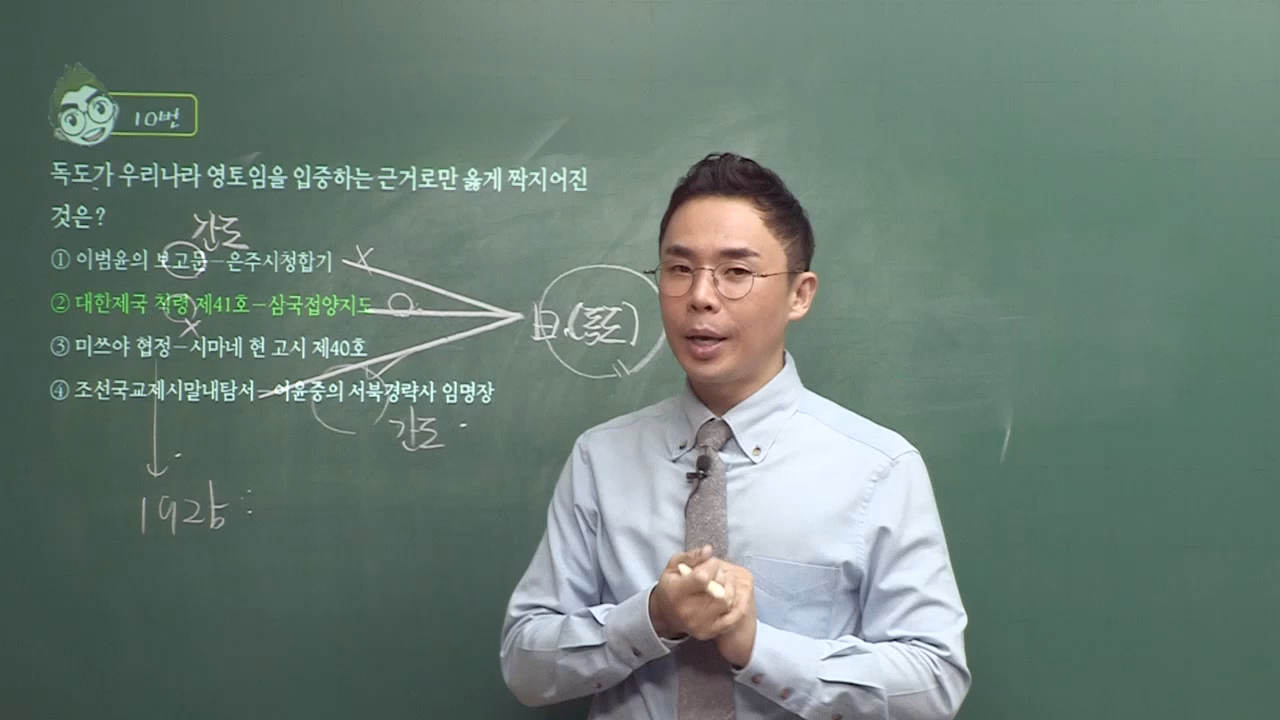 10번
독도가 우리나라 영토임을 입증하는 근거로만 옳게 짝지어진
것은?
간도
① 이범윤의 보고문-은주시청합기
② 대한제국 칙령 제41호-삼국접양지도
日.(독도)
③ 미쓰야 협정-시마네 현 고시 제40호
④ 조선국교제시말내탐서-이윤중의 서북경략사 임명장
간도